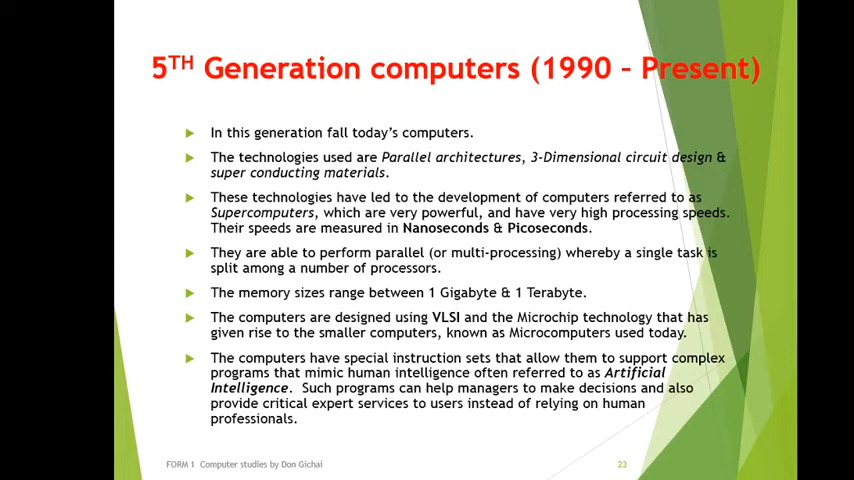 5TH Generation computers (1990 – Present)
In this generation fall today’s computers.
The technologies used are Parallel architectures, 3-Dimensional circuit design &
super conducting materials.
These technologies have led to the development of computers referred to as
Supercomputers, which are very powerful, and have very high processing speeds.
Their speeds are measured in Nanoseconds & Picoseconds.
They are able to perform parallel (or multi-processing) whereby a single task is
split among a number of processors.
The memory sizes range between 1 Gigabyte & 1 Terabyte.
The computers are designed using VLSI and the Microchip technology that has
given rise to the smaller computers, known as Microcomputers used today.
The computers have special instruction sets that allow them to support complex
programs that mimic human intelligence often referred to as Artificial
Intelligence. Such programs can help managers to make decisions and also
provide critical expert services to users instead of relying on human
professionals.
FORM 1 Computer studies by Don Gichai
23